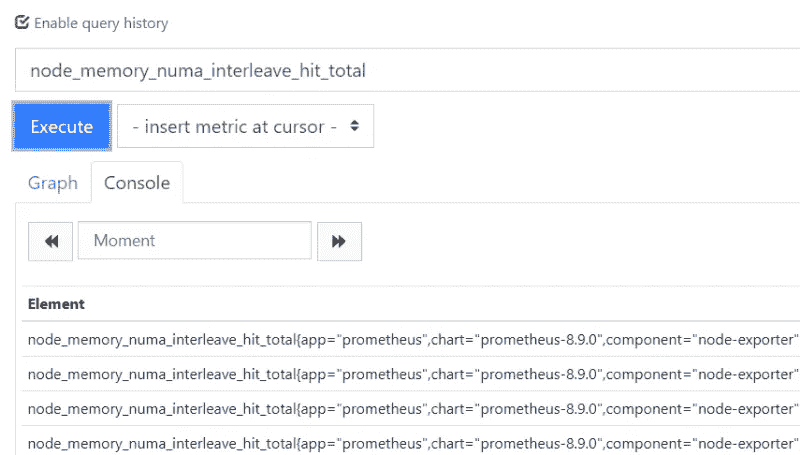 Enable query history
node_memory_numa_interleave_hit_total
Execute - insert metric at cursor -
Graph Console
Moment
Element
node_memory_numa_interleave_hit_total{app="prometheus",chart="prometheus-8.9.0",component="node-exporter"
node_memory_numa_interleave_hit_total{app="prometheus",chart="prometheus-8.9.0",component="node-exporter"
node_memory_numa_interleave_hit_total{app="prometheus",chart="prometheus-8.9.0",component="node-exporter"
node_memory_numa_interleave_hit_total{app="prometheus",chart="prometheus-8.9.0",component="node-exporter"